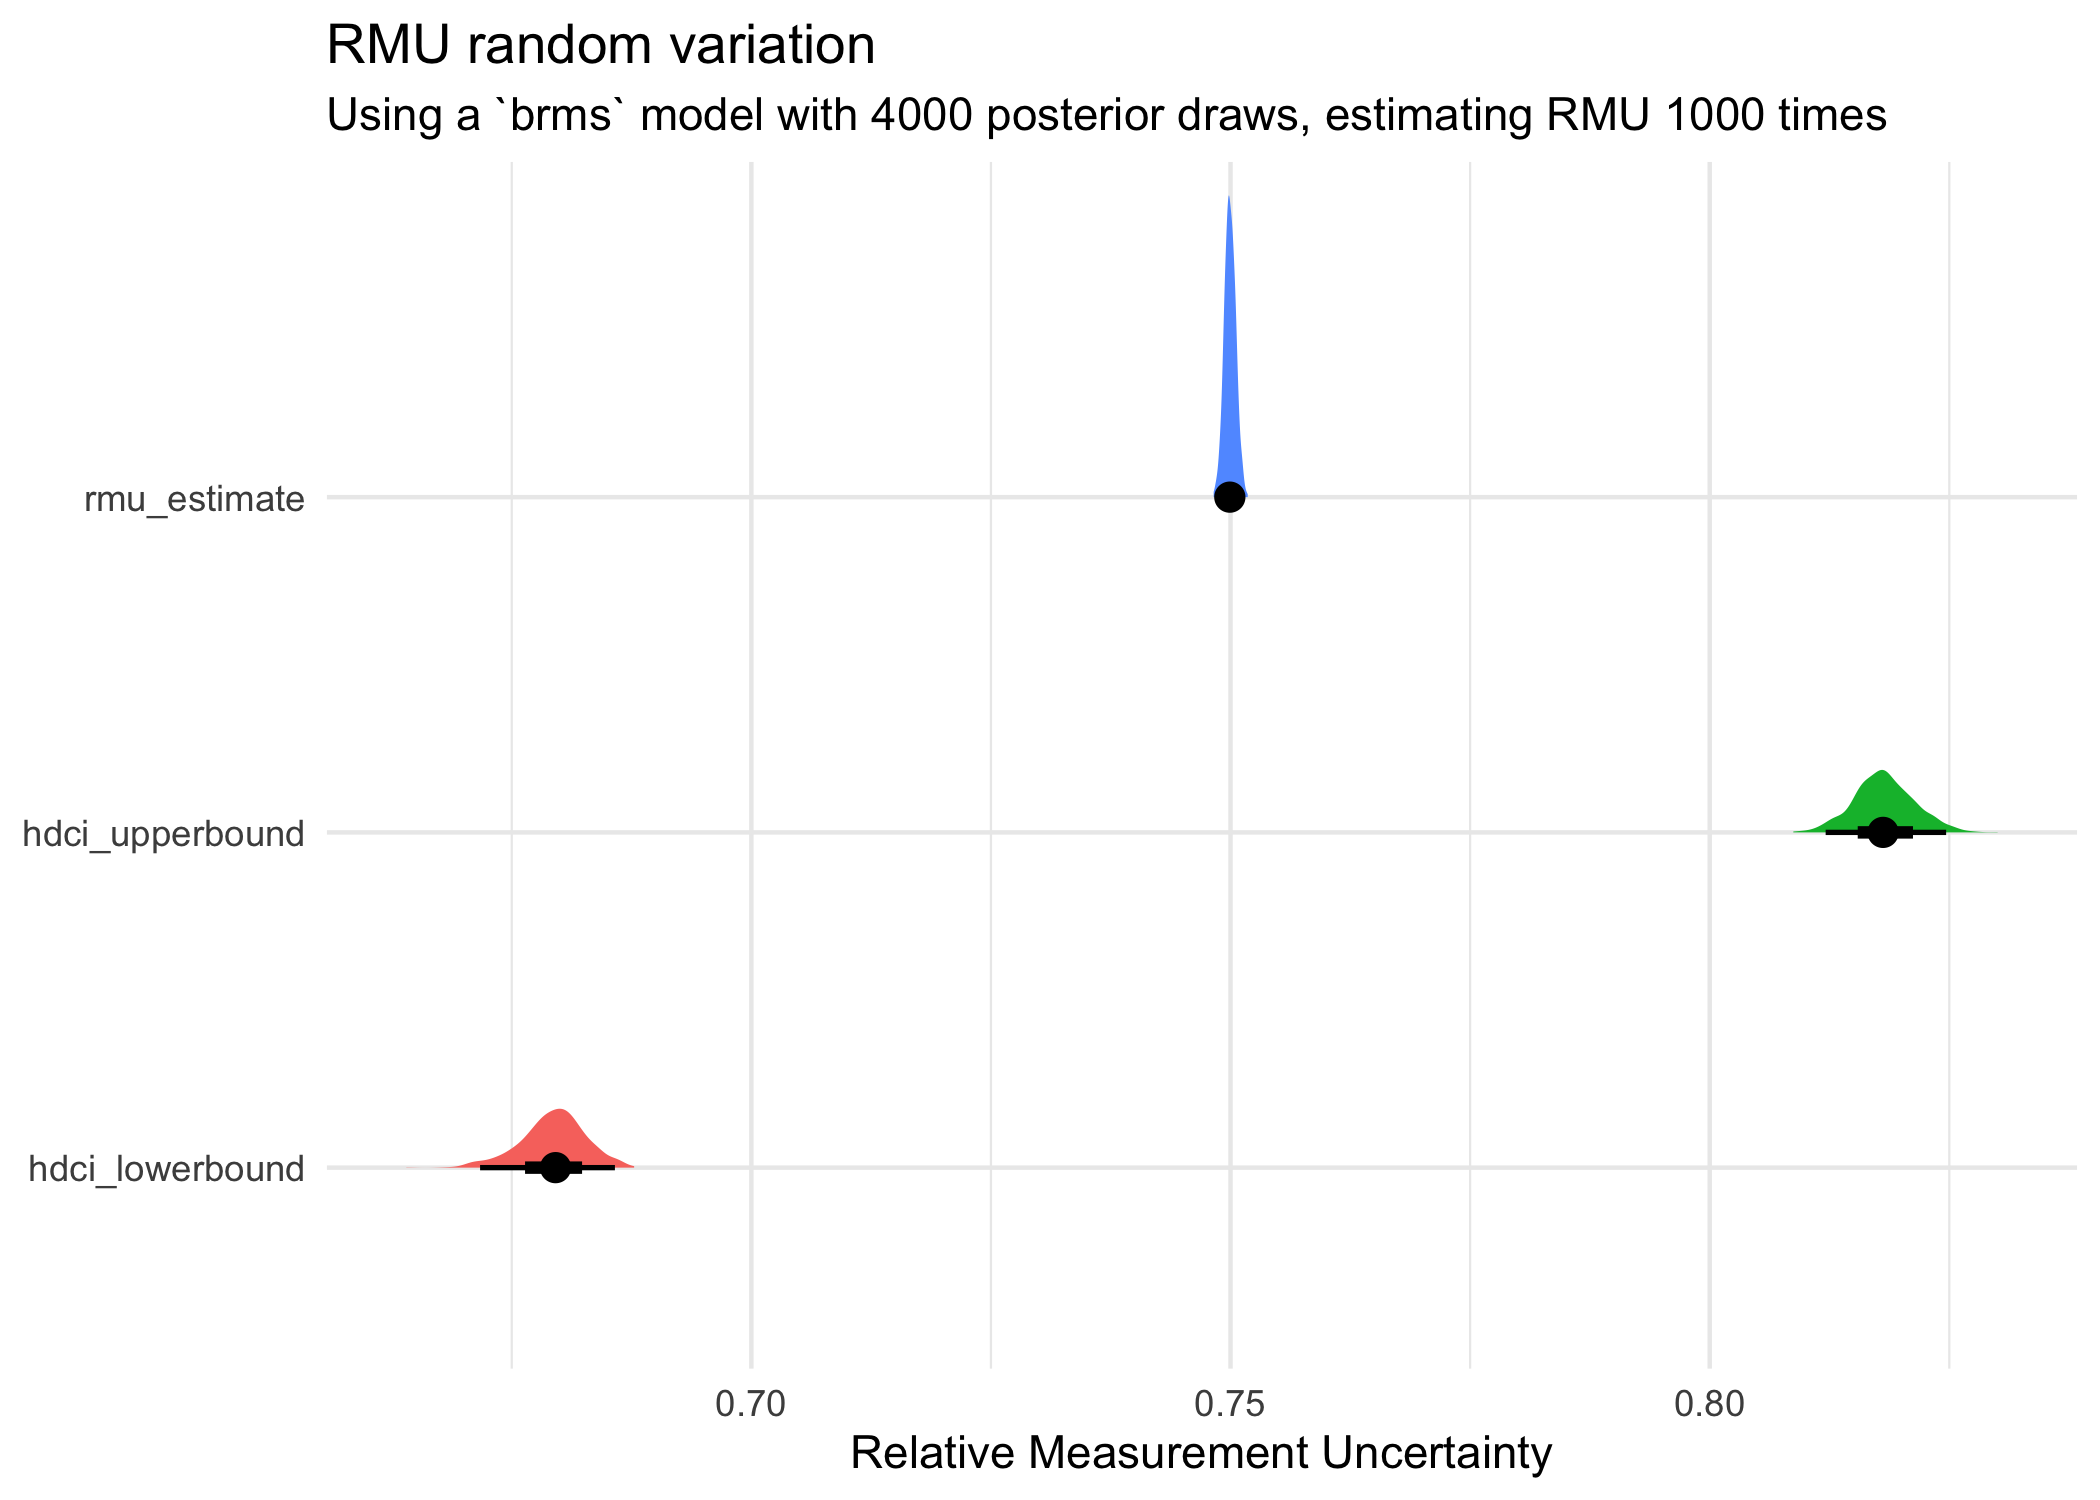 RMU random variation
Using a `brms` model with 4000 posterior draws, estimating RMU 1000 times
rmu_estimate
hdci_upperbound
hdci_lowerbound
0.70 0.75 0.80
Relative Measurement Uncertainty